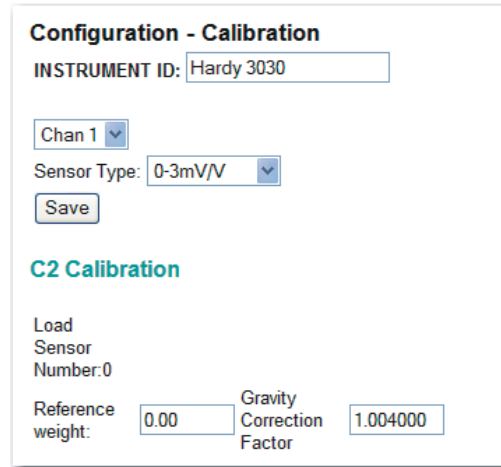 Configuration - Calibration
INSTRUMENT ID: Hardy 3030
Chan 1
Sensor Type: 0-3mV/V
Save
C2 Calibration
Load
Sensor
Number:0
Reference
weight:
0.00
Gravity
Correction
Factor
1.004000